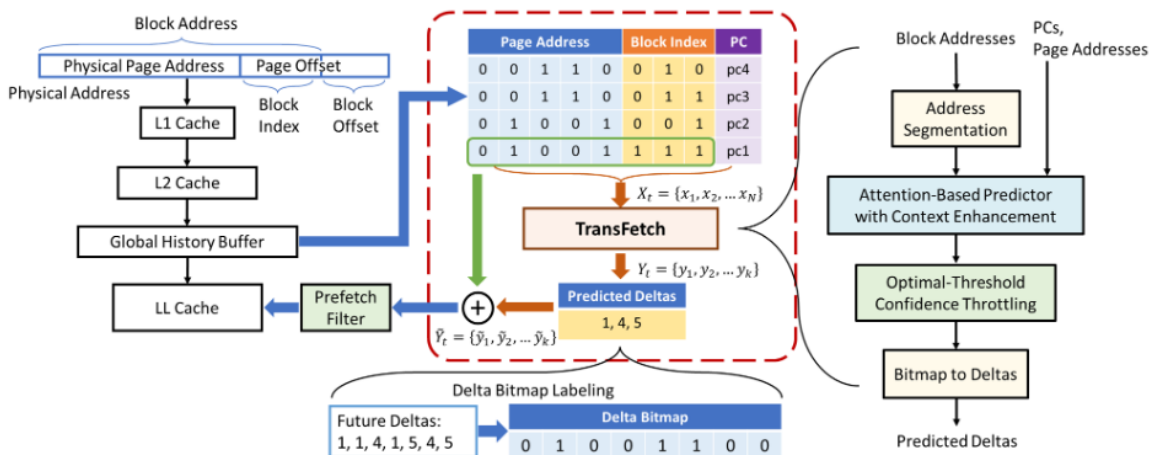 Block Address
Physical Page Address Page Offset
Physical Address
Block
Index
Block
Offset
L1 Cache
L2 Cache
Global History Buffer
LL Cache
Prefetch
Filter
Page Address Block Index PC
0 0 1 1 0 0 1 0 pc4
0 0 1 1 0 0 1 1 pc3
0 1 0 0 1 0 0 1 pc2
0 1 0 0 1 1 1 1 pc1
X_t = {x_1, x_2, … x_N}
TransFetch
Y_t = {y_1, y_2, … y_k}
Predicted Deltas
1, 4, 5
+
Ỹ_t = {ỹ_1, ỹ_2, … ỹ_k}
Delta Bitmap Labeling
Future Deltas:
1, 1, 4, 1, 5, 4, 5
Delta Bitmap
0 1 0 0 1 1 0 0
Block Addresses
PCs,
Page Addresses
Address
Segmentation
Attention-Based Predictor
with Context Enhancement
Optimal-Threshold
Confidence Throttling
Bitmap to Deltas
Predicted Deltas